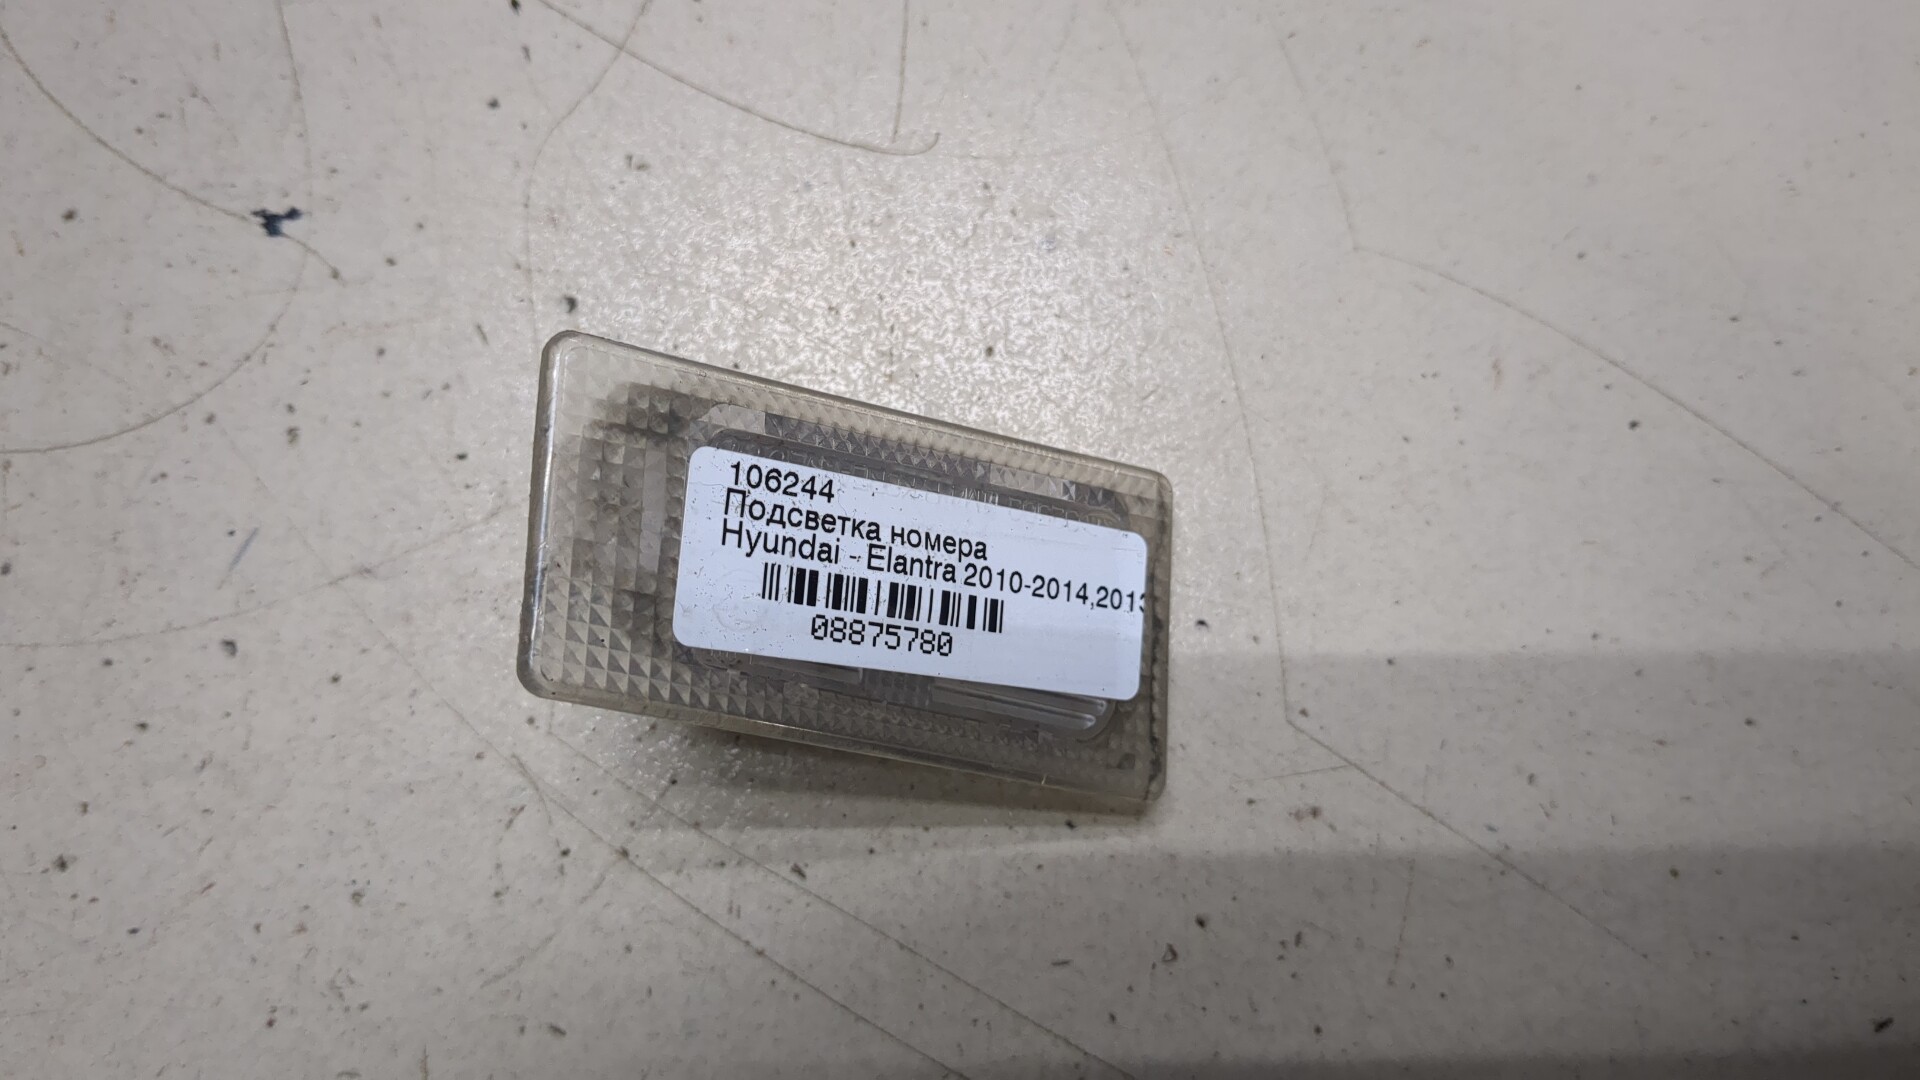 106244
Подсветка номера
Hyundai - Elantra 2010-2014,2013
08875780